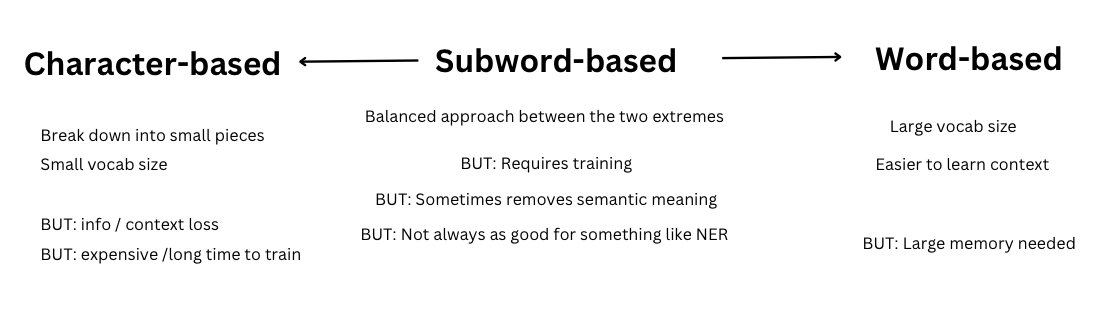 Character-based
Subword-based
Word-based
Break down into small pieces
Small vocab size
BUT: info / context loss
BUT: expensive /long time to train
Balanced approach between the two extremes
BUT: Requires training
BUT: Sometimes removes semantic meaning
BUT: Not always as good for something like NER
Large vocab size
Easier to learn context
BUT: Large memory needed